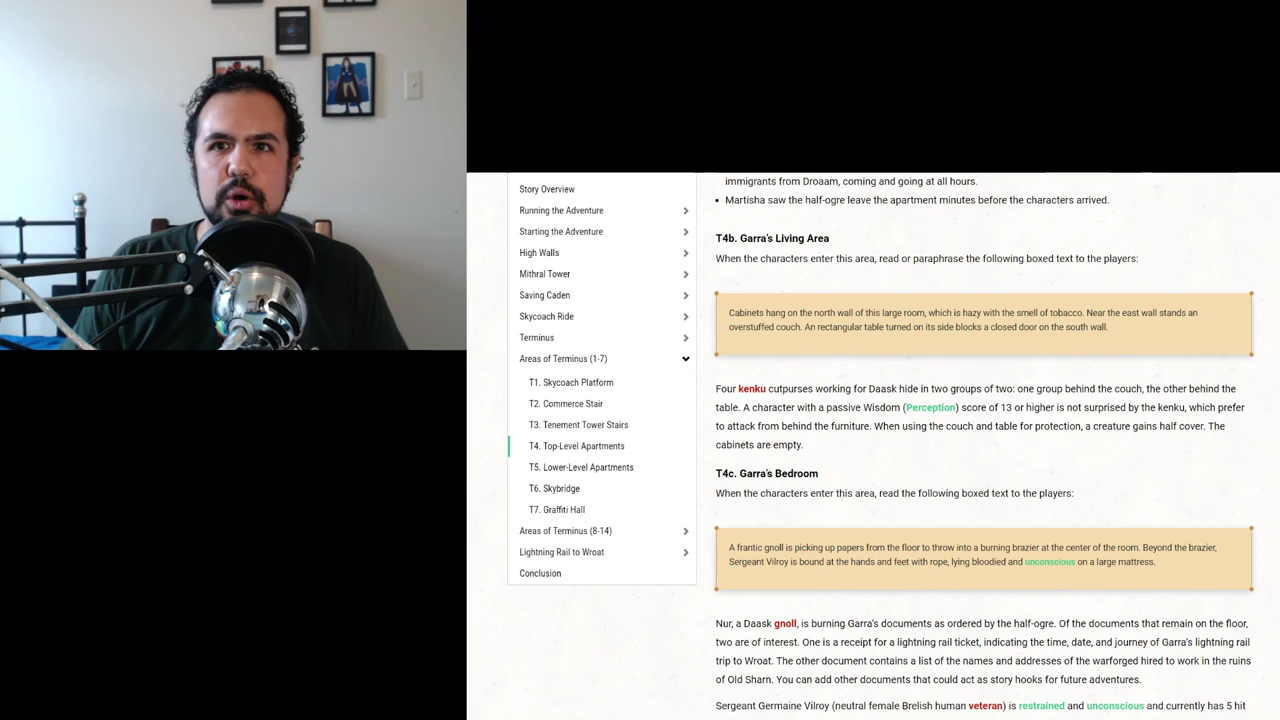 Story Overview
Running the Adventure
Starting the Adventure
High Walls
Mithral Tower
Saving Caden
Skycoach Ride
Terminus
Areas of Terminus (1-7)
T1. Skycoach Platform
T2. Commerce Stair
T3. Tenement Tower Stairs
T4. Top-Level Apartments
T5. Lower-Level Apartments
T6. Skybridge
T7. Graffiti Hall
Areas of Terminus (8-14)
Lightning Rail to Wroat
Conclusion
immigrants from Droaam, coming and going at all hours.
• Martisha saw the half-ogre leave the apartment minutes before the characters arrived.
T4b. Garra's Living Area
When the characters enter this area, read or paraphrase the following boxed text to the players:
Cabinets hang on the north wall of this large room, which is hazy with the smell of tobacco. Near the east wall stands an
overstuffed couch. An rectangular table turned on its side blocks a closed door on the south wall.
Four kenku cutpurses working for Daask hide in two groups of two: one group behind the couch, the other behind the
table. A character with a passive Wisdom (Perception) score of 13 or higher is not surprised by the kenku, which prefer
to attack from behind the furniture. When using the couch and table for protection, a creature gains half cover. The
cabinets are empty.
T4c. Garra's Bedroom
When the characters enter this area, read the following boxed text to the players:
A frantic gnoll is picking up papers from the floor to throw into a burning brazier at the center of the room. Beyond the brazier,
Sergeant Vilroy is bound at the hands and feet with rope, lying bloodied and unconscious on a large mattress.
Nur, a Daask gnoll, is burning Garra's documents as ordered by the half-ogre. Of the documents that remain on the floor,
two are of interest. One is a receipt for a lightning rail ticket, indicating the time, date, and journey of Garra's lightning rail
trip to Wroat. The other document contains a list of the names and addresses of the warforged hired to work in the ruins
of Old Sharn. You can add other documents that could act as story hooks for future adventures.
Sergeant Germaine Vilroy (neutral female Brelish human veteran) is restrained and unconscious and currently has 5 hit